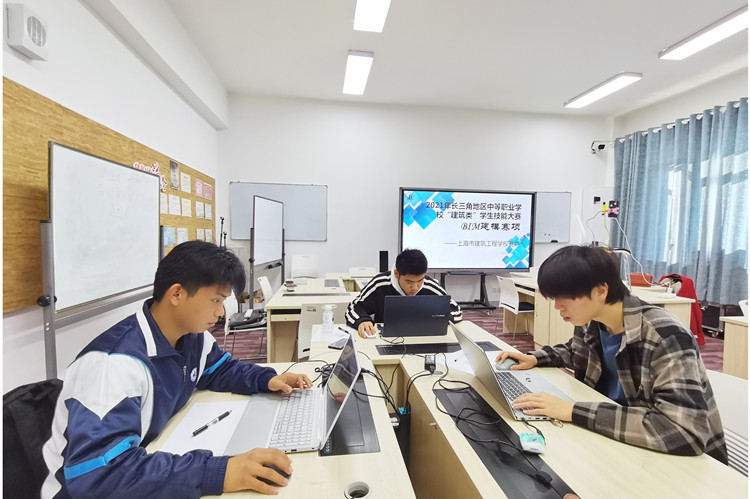 2021年长三角地区中等职业学
校“建筑类”学生技能大赛
BIM建模赛项
——上海市建筑工程学校